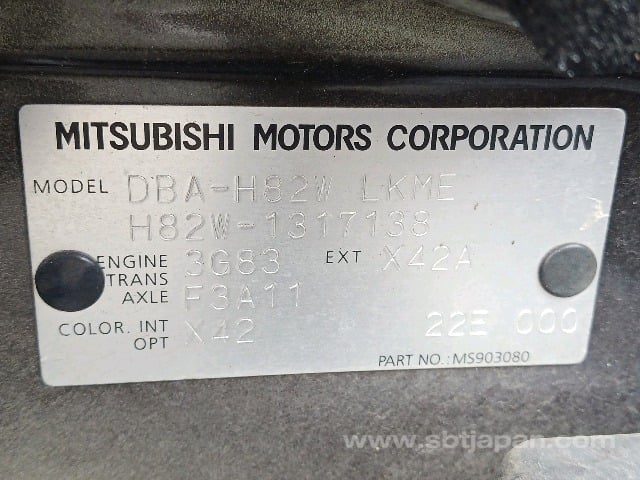 MITSUBISHI MOTORS CORPORATION
MODEL DBA-H82W LKME
H82W-1317138
ENGINE 3G83 EXT X42A
TRANS
AXLE F3A11
COLOR. INT X42 22E 000
OPT
PART NO.: MS903080
www.sbtjapan.com